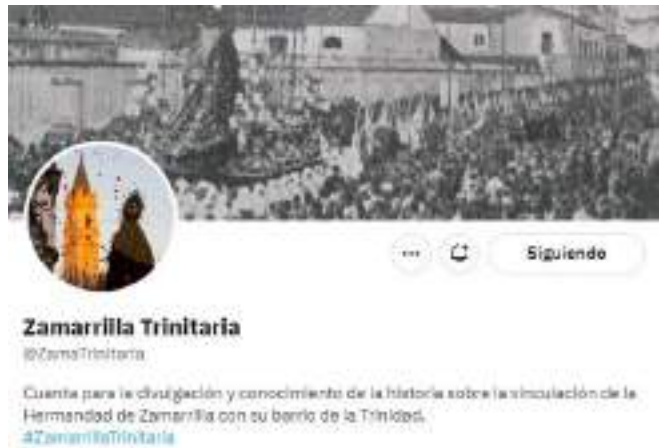 Siguiendo
Zamarrilla Trinitaria
@ZamaTrinitaria
Cuenta para la divulgación y conocimiento de la historia sobre la vinculación de la
Hermandad de Zamarrilla con su barrio de la Trinidad.
#ZamarrillaTrinitaria